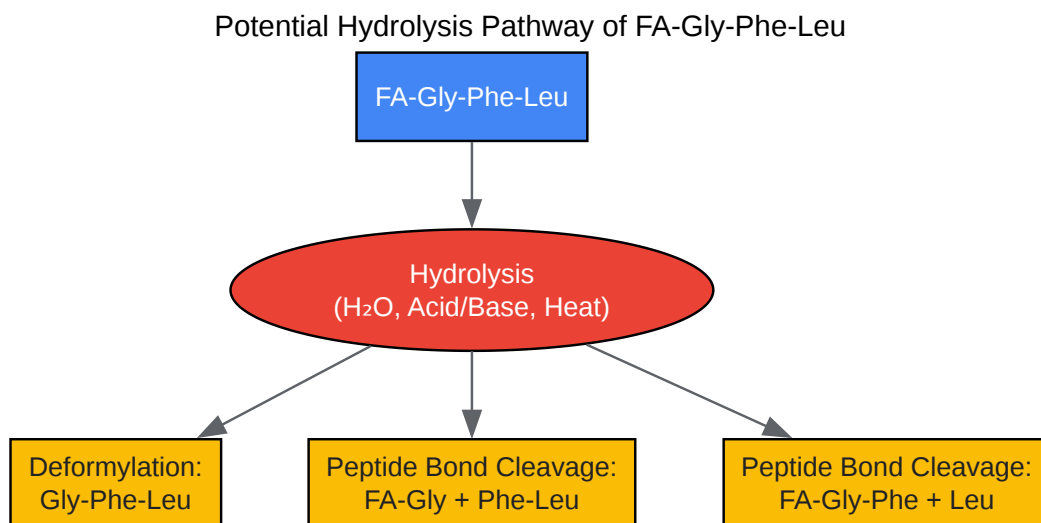 Potential Hydrolysis Pathway of FA-Gly-Phe-Leu
FA-Gly-Phe-Leu
Hydrolysis
(H₂O, Acid/Base, Heat)
Deformylation:
Gly-Phe-Leu
Peptide Bond Cleavage:
FA-Gly + Phe-Leu
Peptide Bond Cleavage:
FA-Gly-Phe + Leu